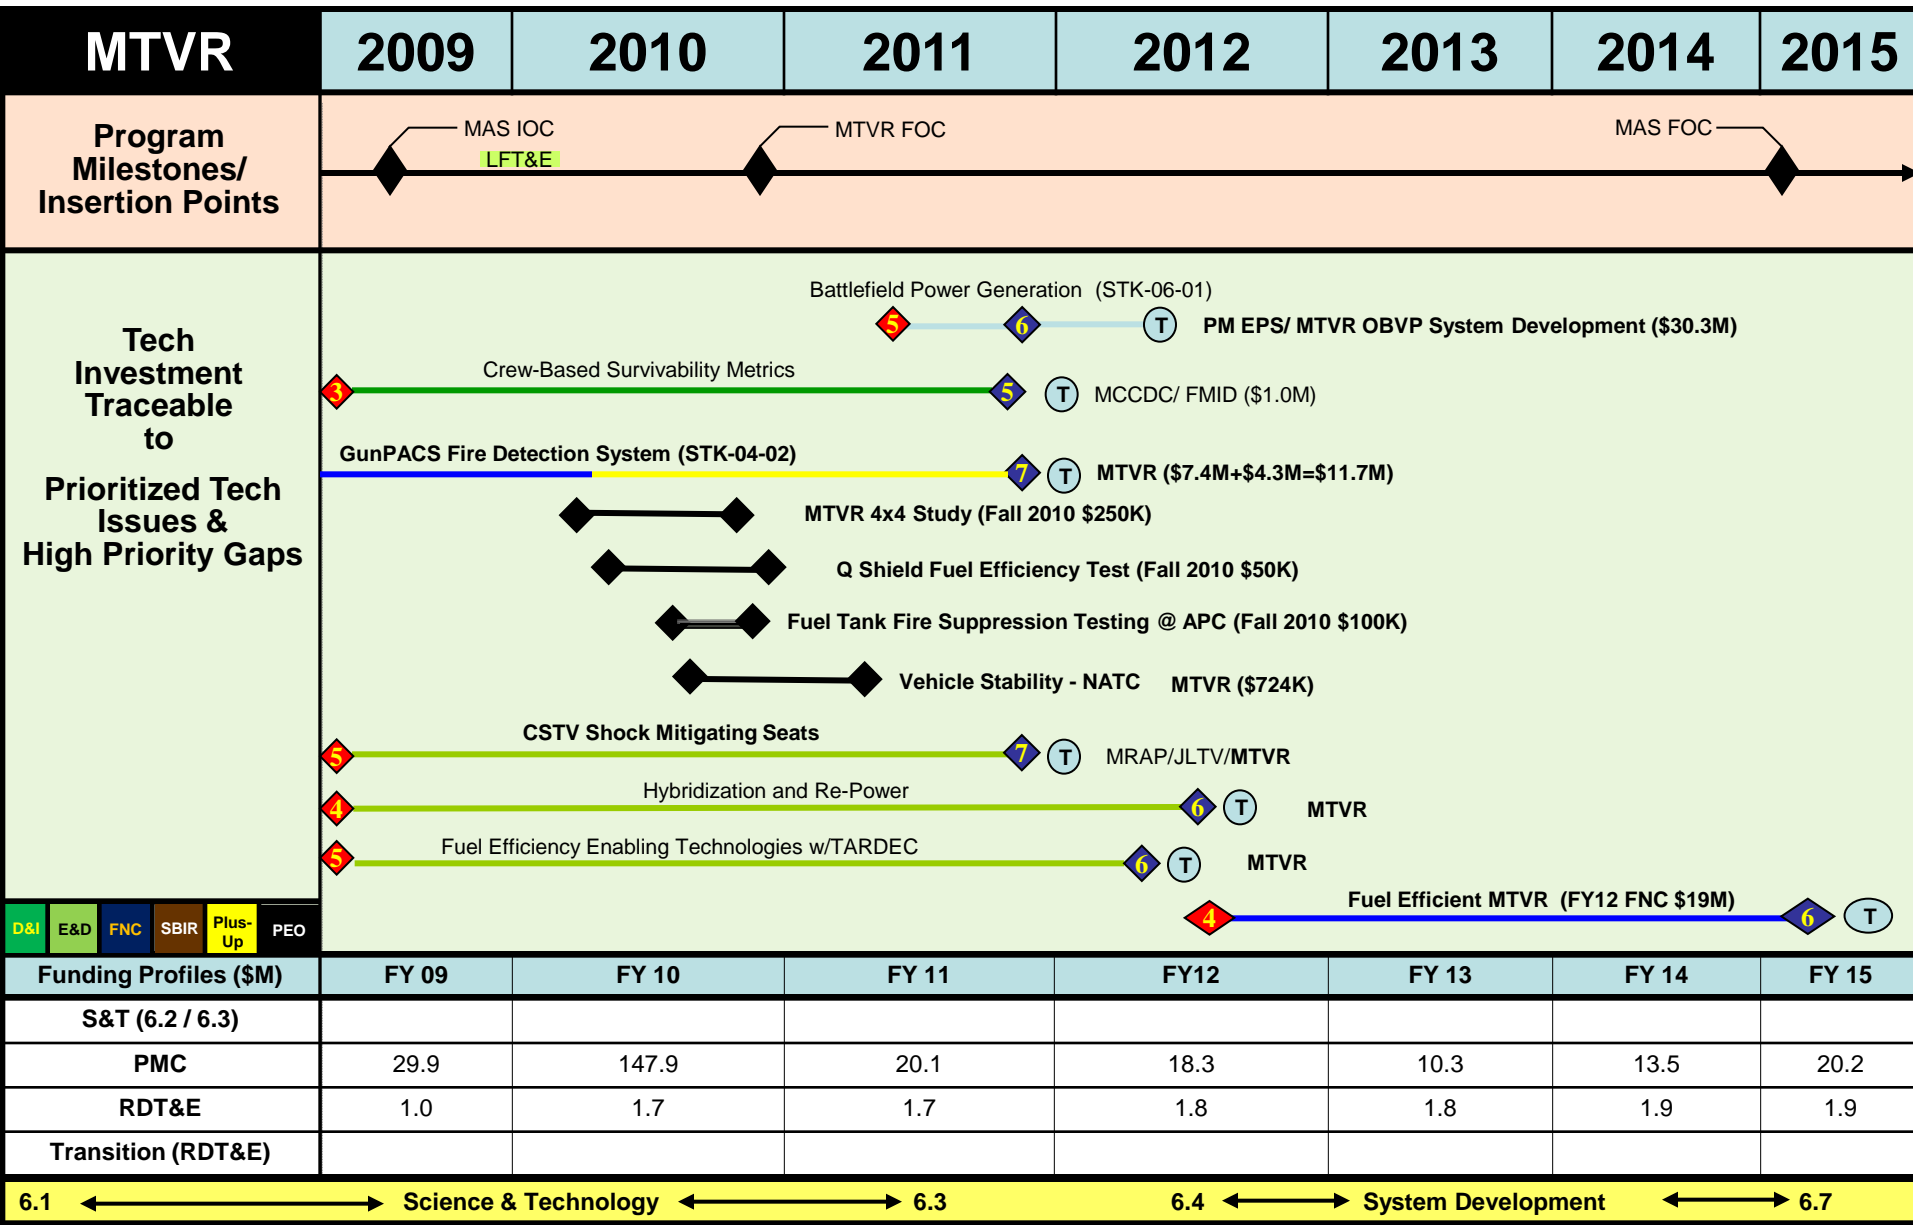 MTVR 2009 2010 2011 2012 2013 2014 2015
Program
Milestones/
Insertion Points
MAS IOC
LFT&E
MTVR FOC
MAS FOC
Tech
Investment
Traceable
to
Prioritized Tech
Issues &
High Priority Gaps
Battlefield Power Generation (STK-06-01)
5 6 T PM EPS/ MTVR OBVP System Development ($30.3M)
Crew-Based Survivability Metrics
3 5 T MCCDC/ FMID ($1.0M)
GunPACS Fire Detection System (STK-04-02)
7 T MTVR ($7.4M+$4.3M=$11.7M)
MTVR 4x4 Study (Fall 2010 $250K)
Q Shield Fuel Efficiency Test (Fall 2010 $50K)
Fuel Tank Fire Suppression Testing @ APC (Fall 2010 $100K)
Vehicle Stability - NATC MTVR ($724K)
CSTV Shock Mitigating Seats
5 7 T MRAP/JLTV/MTVR
Hybridization and Re-Power
4 6 T MTVR
Fuel Efficiency Enabling Technologies w/TARDEC
5 6 T MTVR
Fuel Efficient MTVR (FY12 FNC $19M)
4 6 T
D&I E&D FNC SBIR Plus-
Up PEO
Funding Profiles ($M) FY 09 FY 10 FY 11 FY12 FY 13 FY 14 FY 15
S&T (6.2 / 6.3)
PMC 29.9 147.9 20.1 18.3 10.3 13.5 20.2
RDT&E 1.0 1.7 1.7 1.8 1.8 1.9 1.9
Transition (RDT&E)
6.1 Science & Technology 6.3 6.4 System Development 6.7